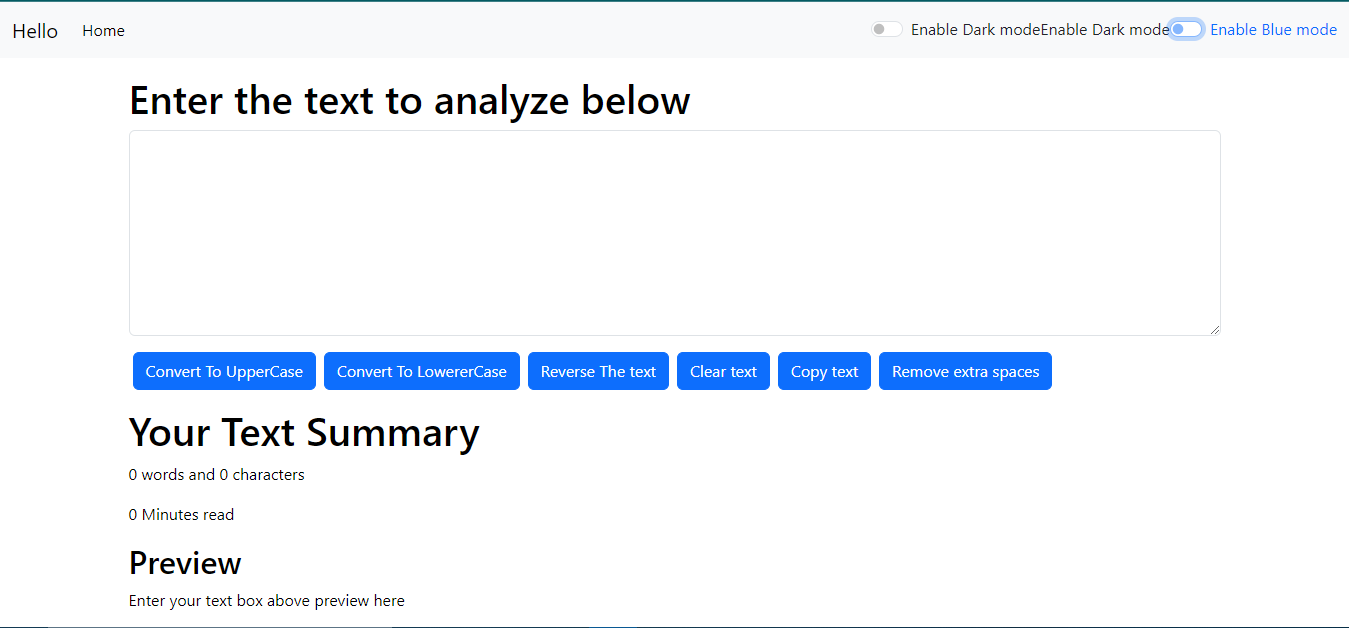 Hello Home Enable Dark modeEnable Dark mode Enable Blue mode
Enter the text to analyze below
Convert To UpperCase Convert To LowererCase Reverse The text Clear text Copy text Remove extra spaces
Your Text Summary
0 words and 0 characters
0 Minutes read
Preview
Enter your text box above preview here